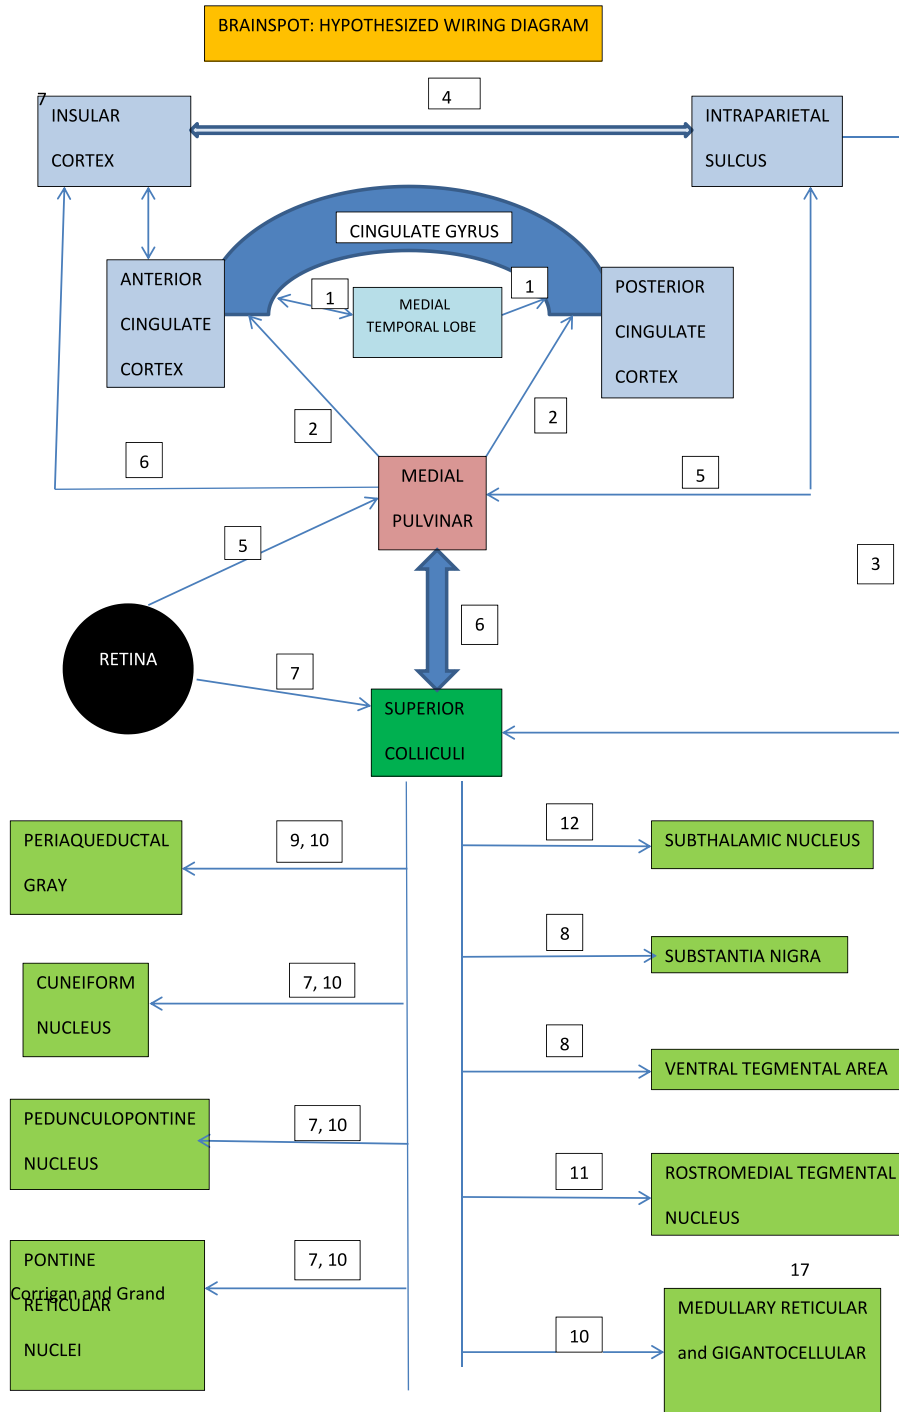 BRAINSPOT: HYPOTHESIZED WIRING DIAGRAM
4
7
INSULAR
CORTEX
INTRAPARIETAL
SULCUS
CINGULATE GYRUS
ANTERIOR
CINGULATE
CORTEX
1
MEDIAL
TEMPORAL LOBE
1
POSTERIOR
CINGULATE
CORTEX
2
2
6
MEDIAL
PULVINAR
5
5
3
6
RETINA
7
SUPERIOR
COLLICULI
PERIAQUEDUCTAL
GRAY
9, 10
12
SUBTHALAMIC NUCLEUS
8
SUBSTANTIA NIGRA
CUNEIFORM
NUCLEUS
7, 10
8
VENTRAL TEGMENTAL AREA
PEDUNCULOPONTINE
NUCLEUS
7, 10
11
ROSTROMEDIAL TEGMENTAL
NUCLEUS
PONTINE
RETICULAR
NUCLEI
7, 10
Corrigan and Grand
17
10
MEDULLARY RETICULAR
and GIGANTOCELLULAR